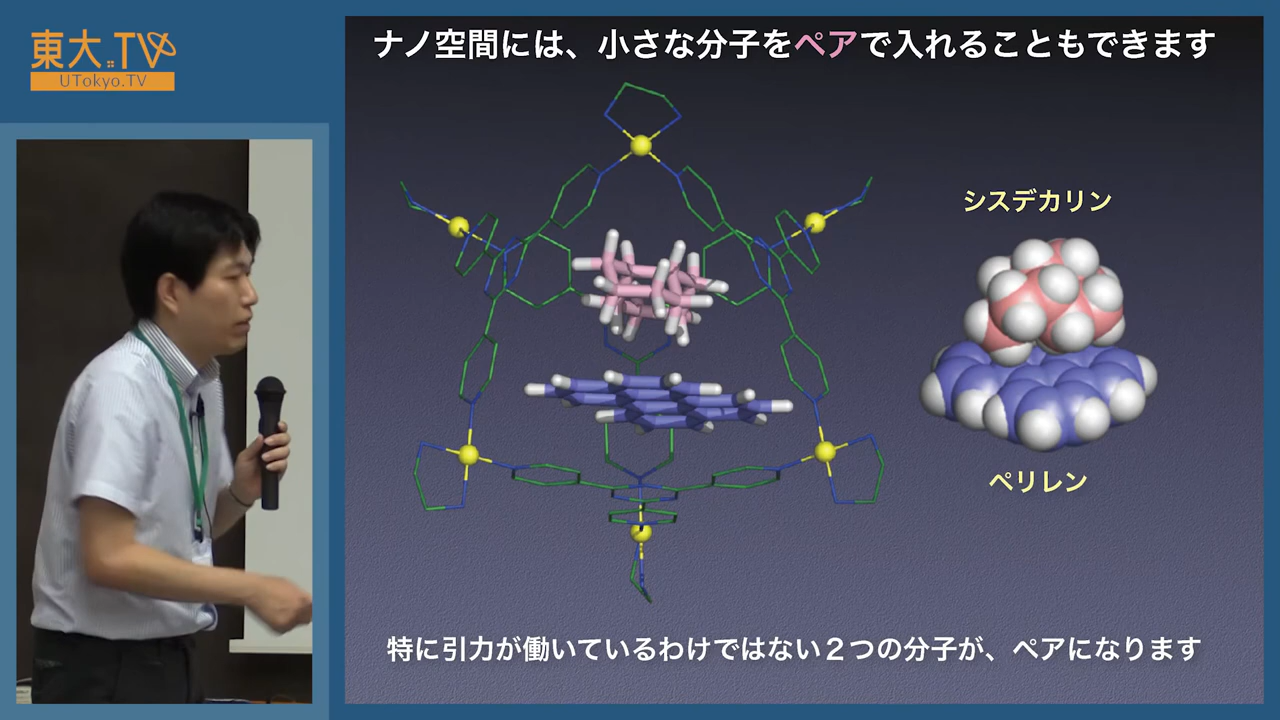 東大.TV
UTokyo.TV
ナノ空間には、小さな分子をペアで入れることもできます
シスデカリン
ペリレン
特に引力が働いているわけではない２つの分子が、ペアになります